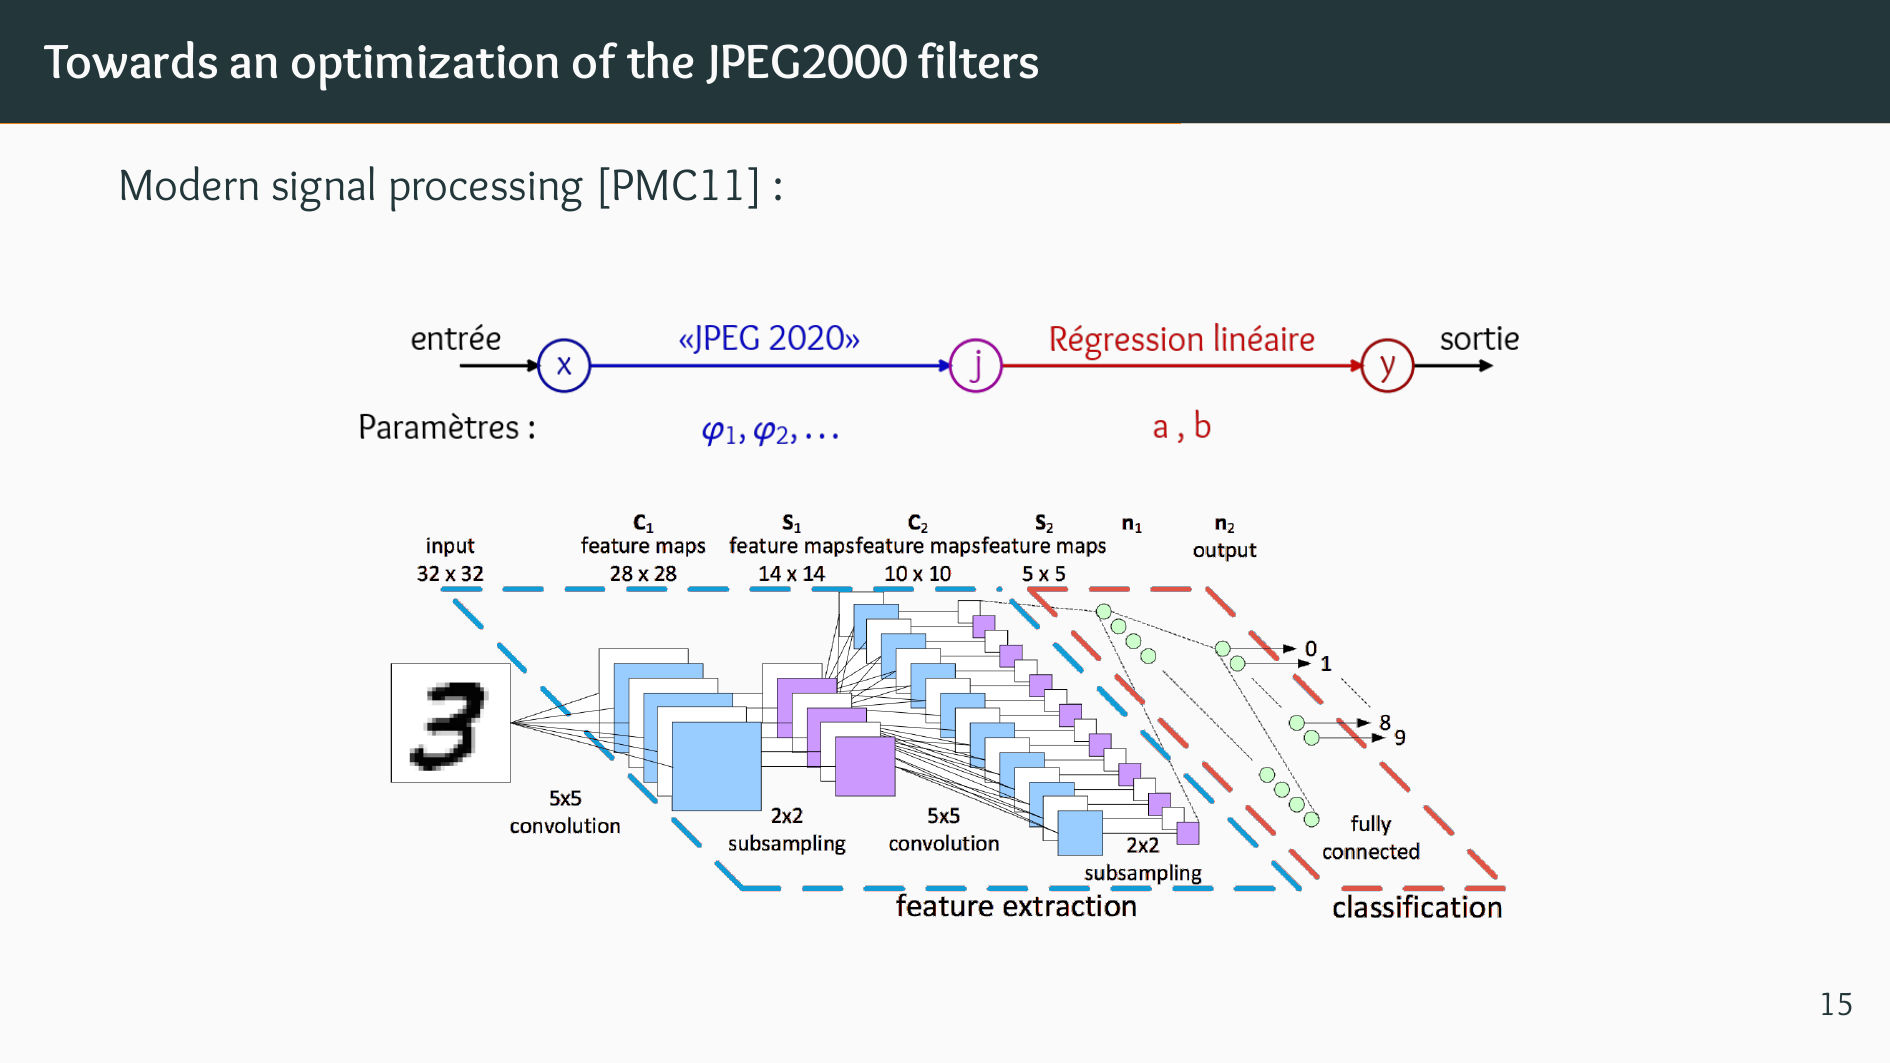 Towards an optimization of the JPEG2000 filters
Modern signal processing [PMC11] :
entrée «JPEG 2020» Régression linéaire sortie
x j y
Paramètres : φ1, φ2, … a , b
C1 S1 C2 S2 n1 n2
input feature maps feature maps feature maps feature maps output
32 x 32 28 x 28 14 x 14 10 x 10 5 x 5
0
1
3
8
9
5x5 convolution
2x2 subsampling
5x5 convolution
2x2 subsampling
fully connected
feature extraction classification
15